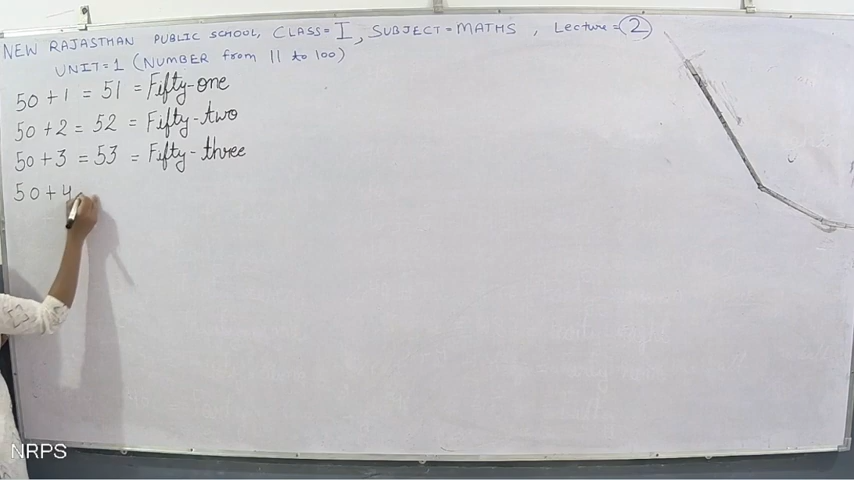 NEW RAJASTHAN PUBLIC SCHOOL, CLASS=I, SUBJECT=MATHS, Lecture=2
UNIT=1 (NUMBER from 11 to 100)
50+1 = 51 = Fifty-one
50+2 = 52 = Fifty-two
50+3 = 53 = Fifty-three
50+4
NRPS